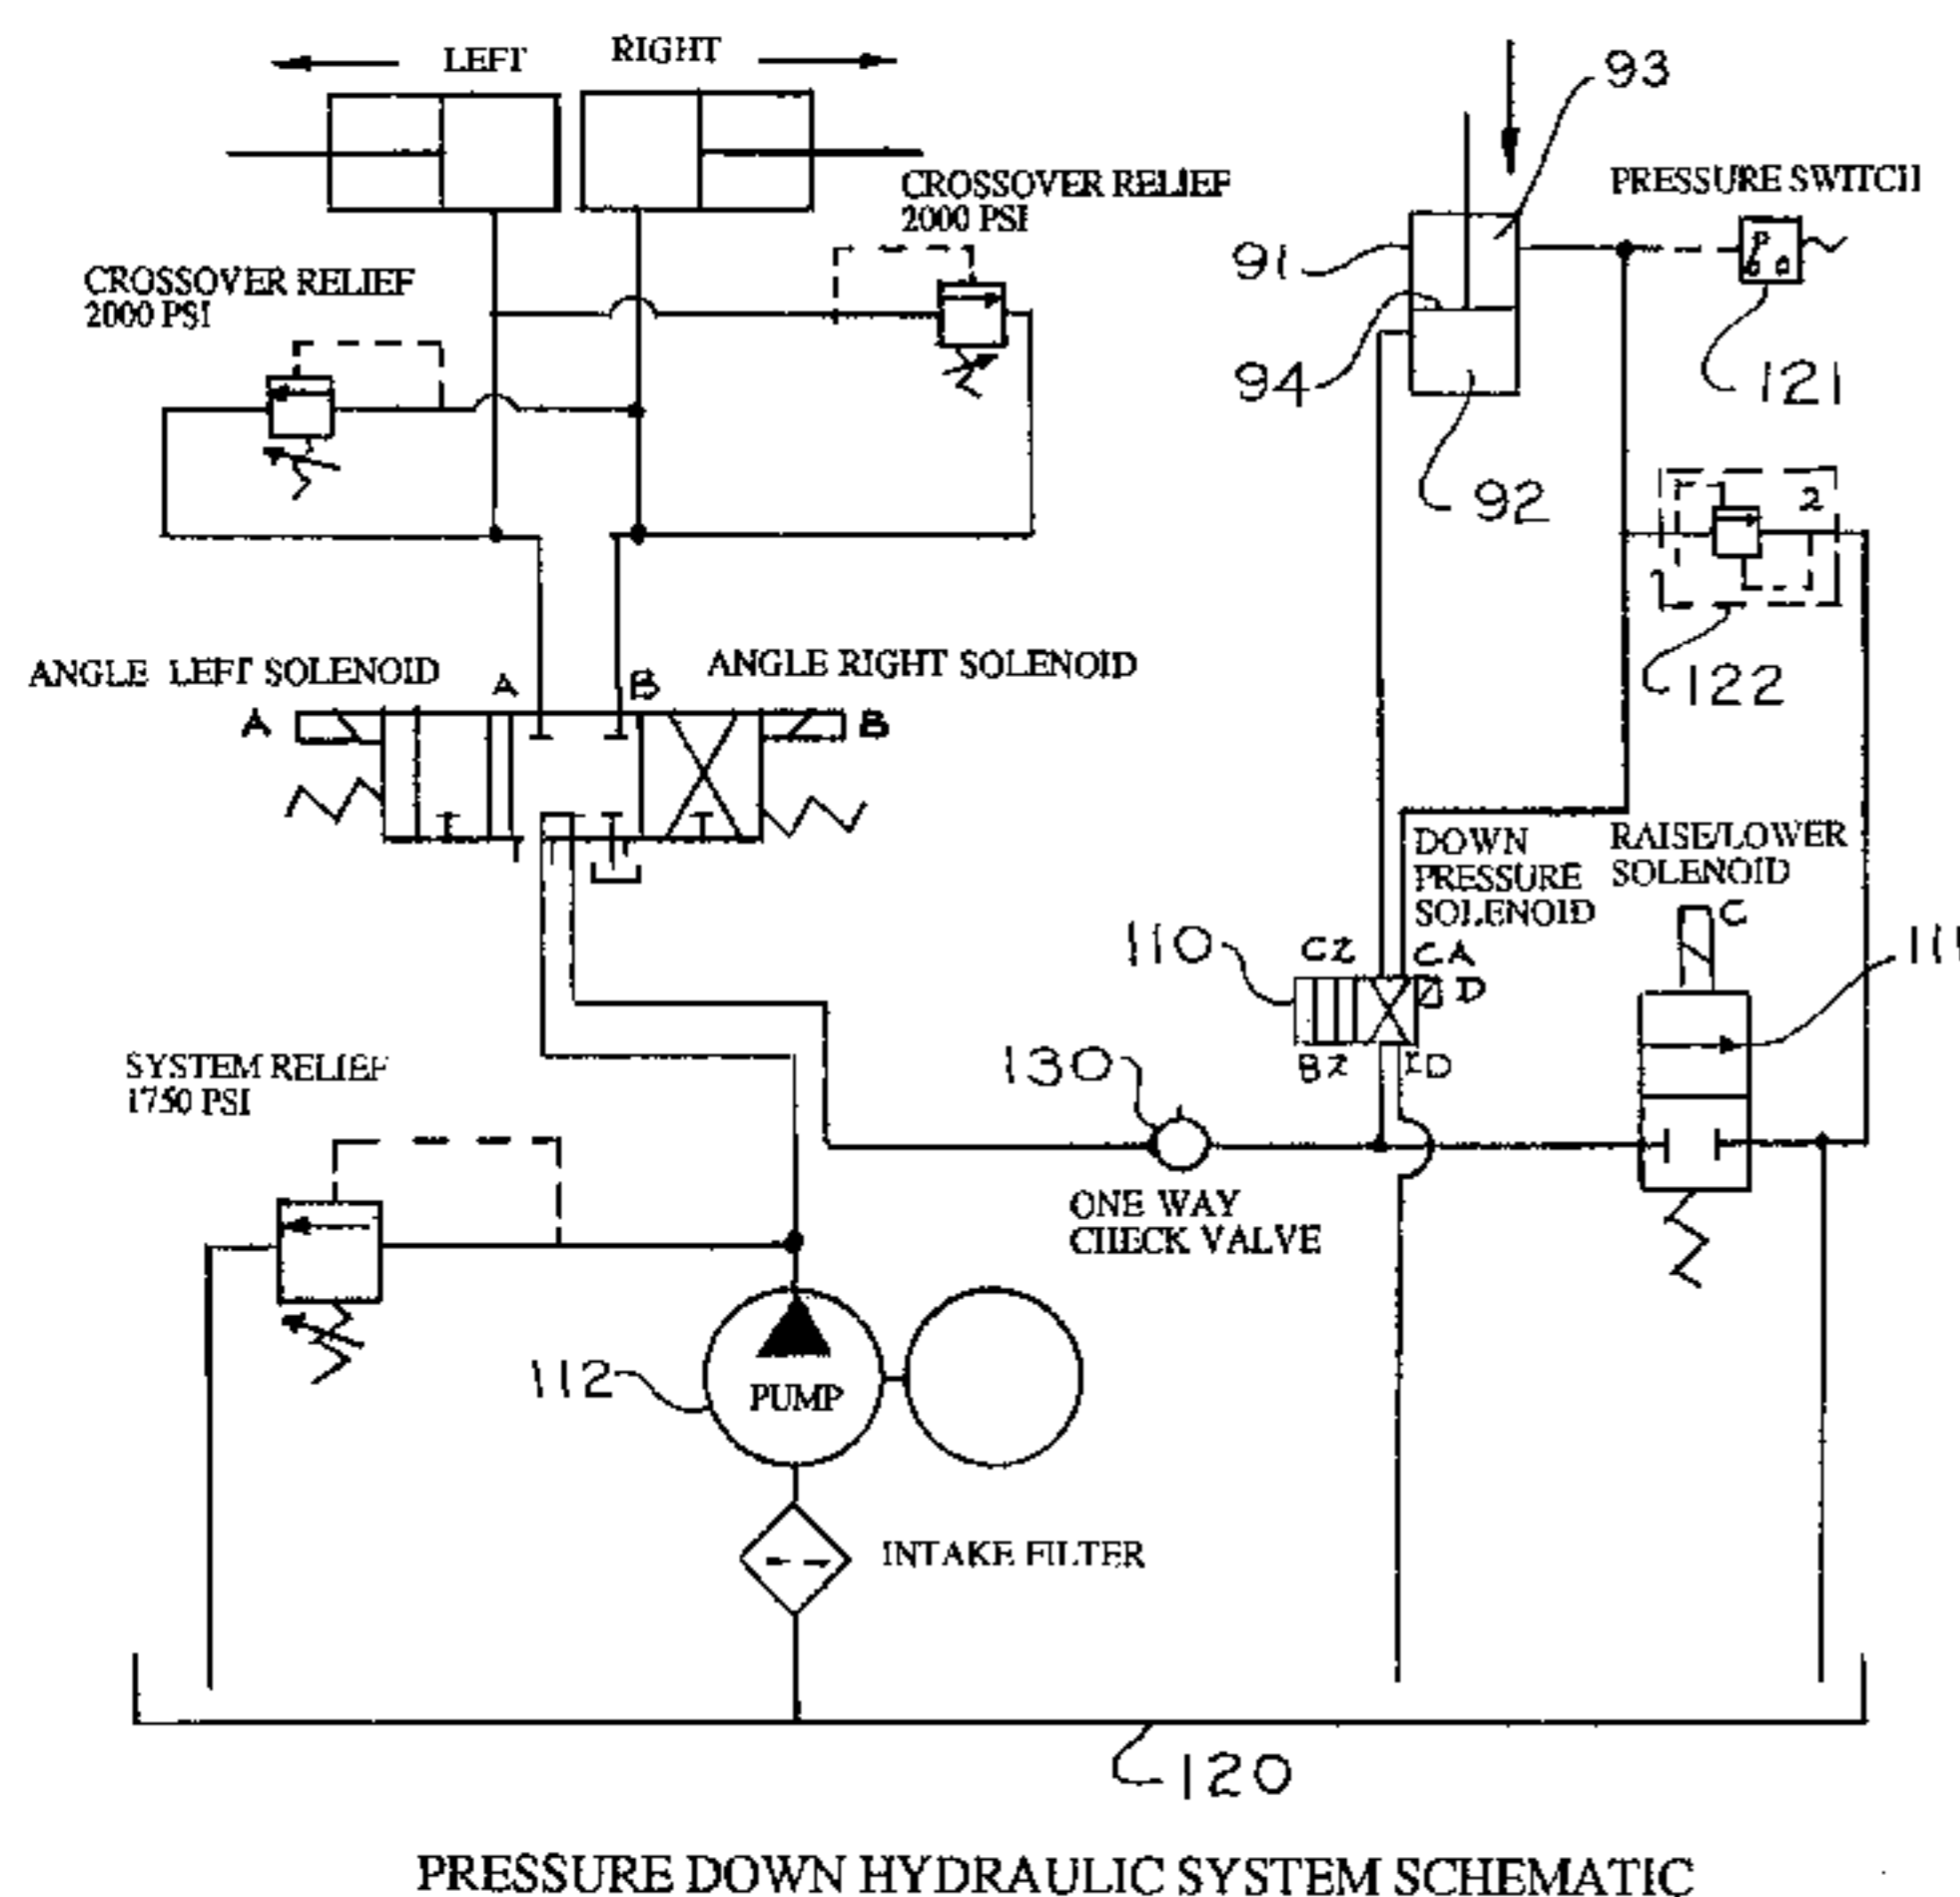 LEFT
RIGHT
93
CROSSOVER RELIEF
2000 PSI
PRESSURE SWITCH
91
P
CROSSOVER RELIEF
2000 PSI
94
121
92
2
122
ANGLE LEFT SOLENOID
A
B
ANGLE RIGHT SOLENOID
A
B
DOWN
PRESSURE
SOLENOID
RAISE/LOWER
SOLENOID
C
110
CZ
CA
D
BZ
ID
130
SYSTEM RELIEF
1750 PSI
ONE WAY
CHECK VALVE
112
PUMP
INTAKE FILTER
120
PRESSURE DOWN HYDRAULIC SYSTEM SCHEMATIC